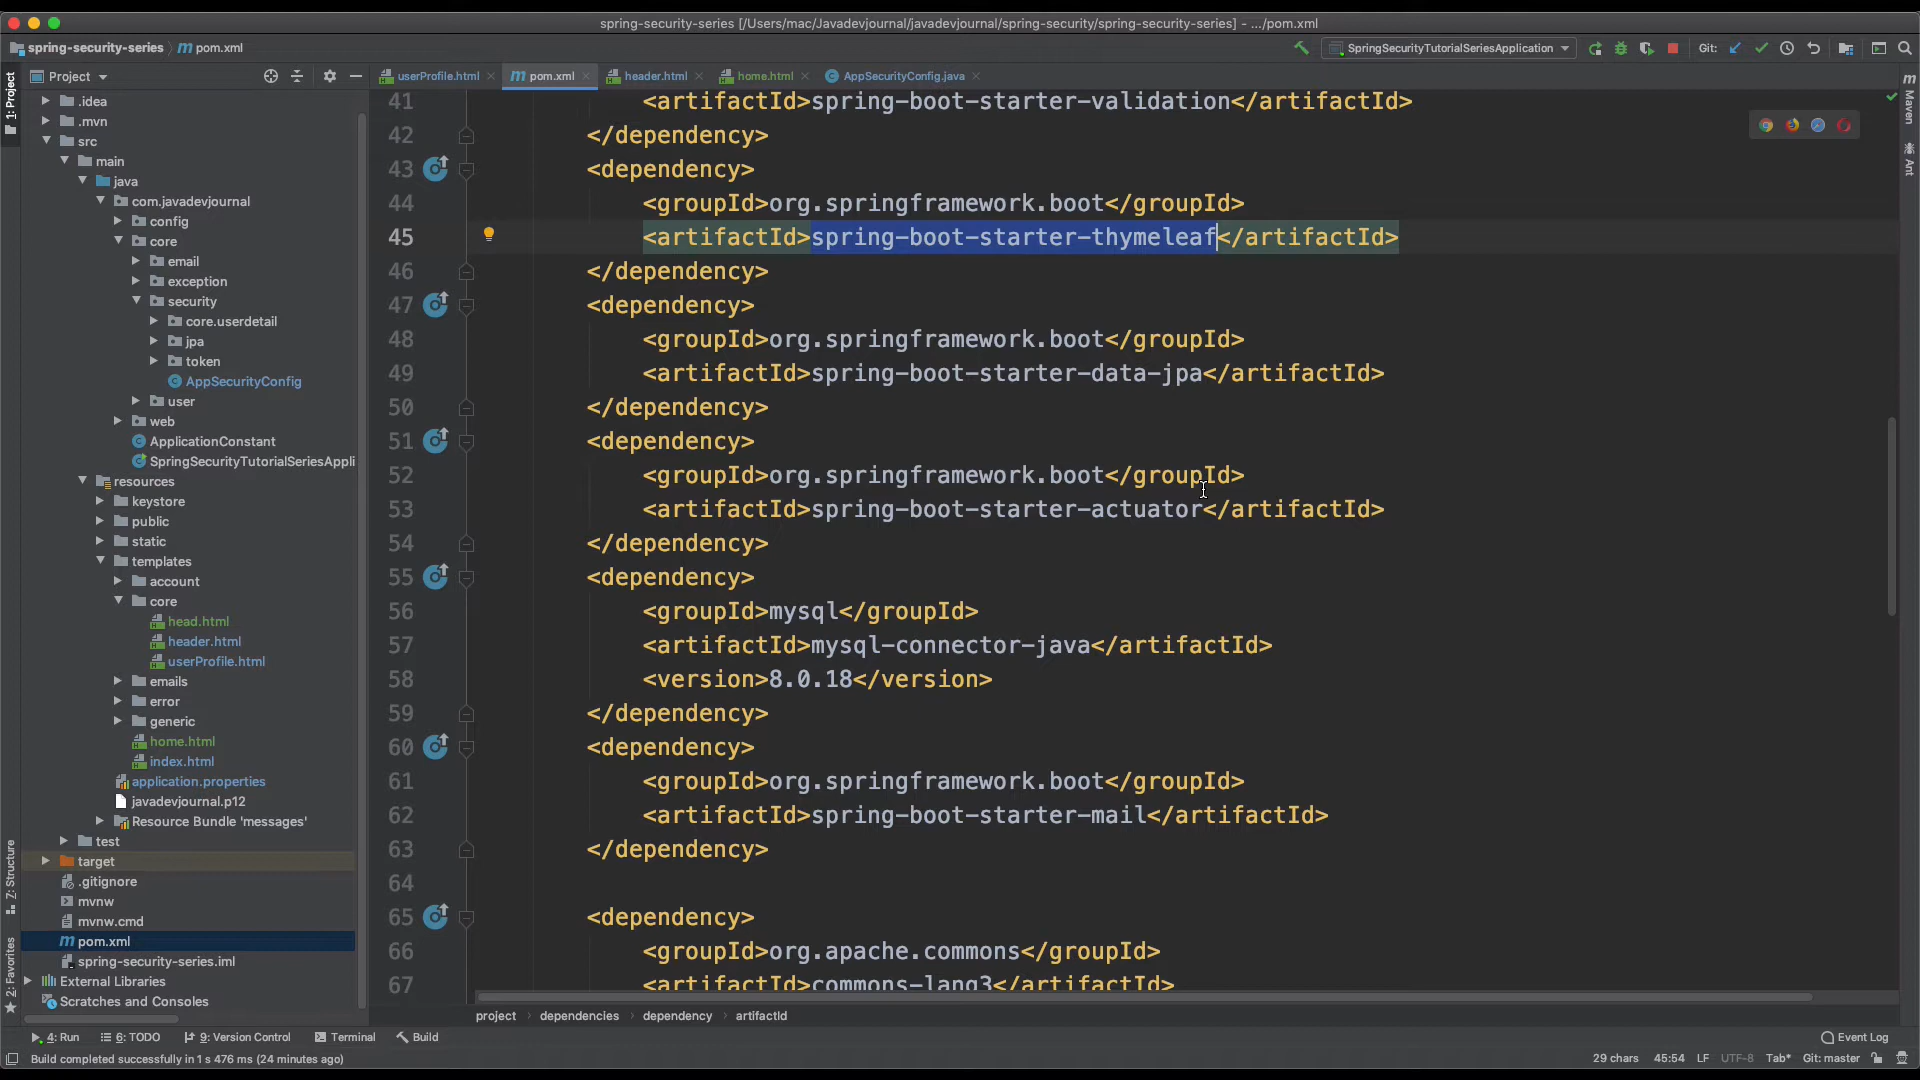 spring-security-series [/Users/mac/Javadevjournal/javadevjournal/spring-security/spring-security-series] - .../pom.xml
spring-security-series
pom.xml
SpringSecurityTutorialSeriesApplication
Git:
Project
userProfile.html
pom.xml
header.html
home.html
AppSecurityConfig.java
1: Project
Z: Structure
2: Favorites
Maven
Ant
.idea
.mvn
src
main
java
com.javadevjournal
config
core
email
exception
security
core.userdetail
jpa
token
AppSecurityConfig
user
web
ApplicationConstant
SpringSecurityTutorialSeriesAppli
resources
keystore
public
static
templates
account
core
head.html
header.html
userProfile.html
emails
error
generic
home.html
index.html
application.properties
javadevjournal.p12
Resource Bundle 'messages'
test
target
.gitignore
mvnw
mvnw.cmd
pom.xml
spring-security-series.iml
External Libraries
Scratches and Consoles
41 <artifactId>spring-boot-starter-validation</artifactId>
42 </dependency>
43 <dependency>
44 <groupId>org.springframework.boot</groupId>
45 <artifactId>spring-boot-starter-thymeleaf</artifactId>
46 </dependency>
47 <dependency>
48 <groupId>org.springframework.boot</groupId>
49 <artifactId>spring-boot-starter-data-jpa</artifactId>
50 </dependency>
51 <dependency>
52 <groupId>org.springframework.boot</groupId>
53 <artifactId>spring-boot-starter-actuator</artifactId>
54 </dependency>
55 <dependency>
56 <groupId>mysql</groupId>
57 <artifactId>mysql-connector-java</artifactId>
58 <version>8.0.18</version>
59 </dependency>
60 <dependency>
61 <groupId>org.springframework.boot</groupId>
62 <artifactId>spring-boot-starter-mail</artifactId>
63 </dependency>
64
65 <dependency>
66 <groupId>org.apache.commons</groupId>
67 <artifactId>commons-lang3</artifactId>
project dependencies dependency artifactId
4: Run 6: TODO 9: Version Control Terminal Build Event Log
Build completed successfully in 1 s 476 ms (24 minutes ago) 29 chars 45:54 LF UTF-8 Tab* Git: master